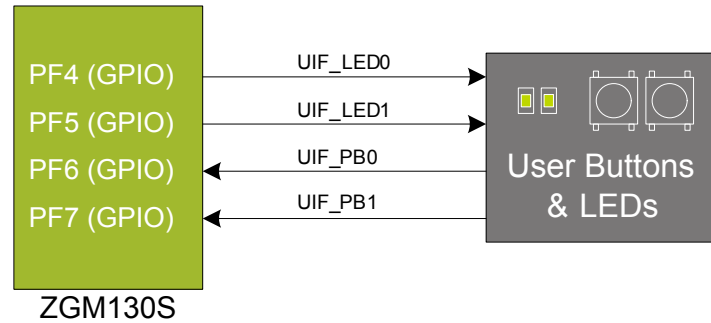 PF4 (GPIO)
PF5 (GPIO)
PF6 (GPIO)
PF7 (GPIO)
UIF_LED0
UIF_LED1
UIF_PB0
UIF_PB1
User Buttons
& LEDs
ZGM130S